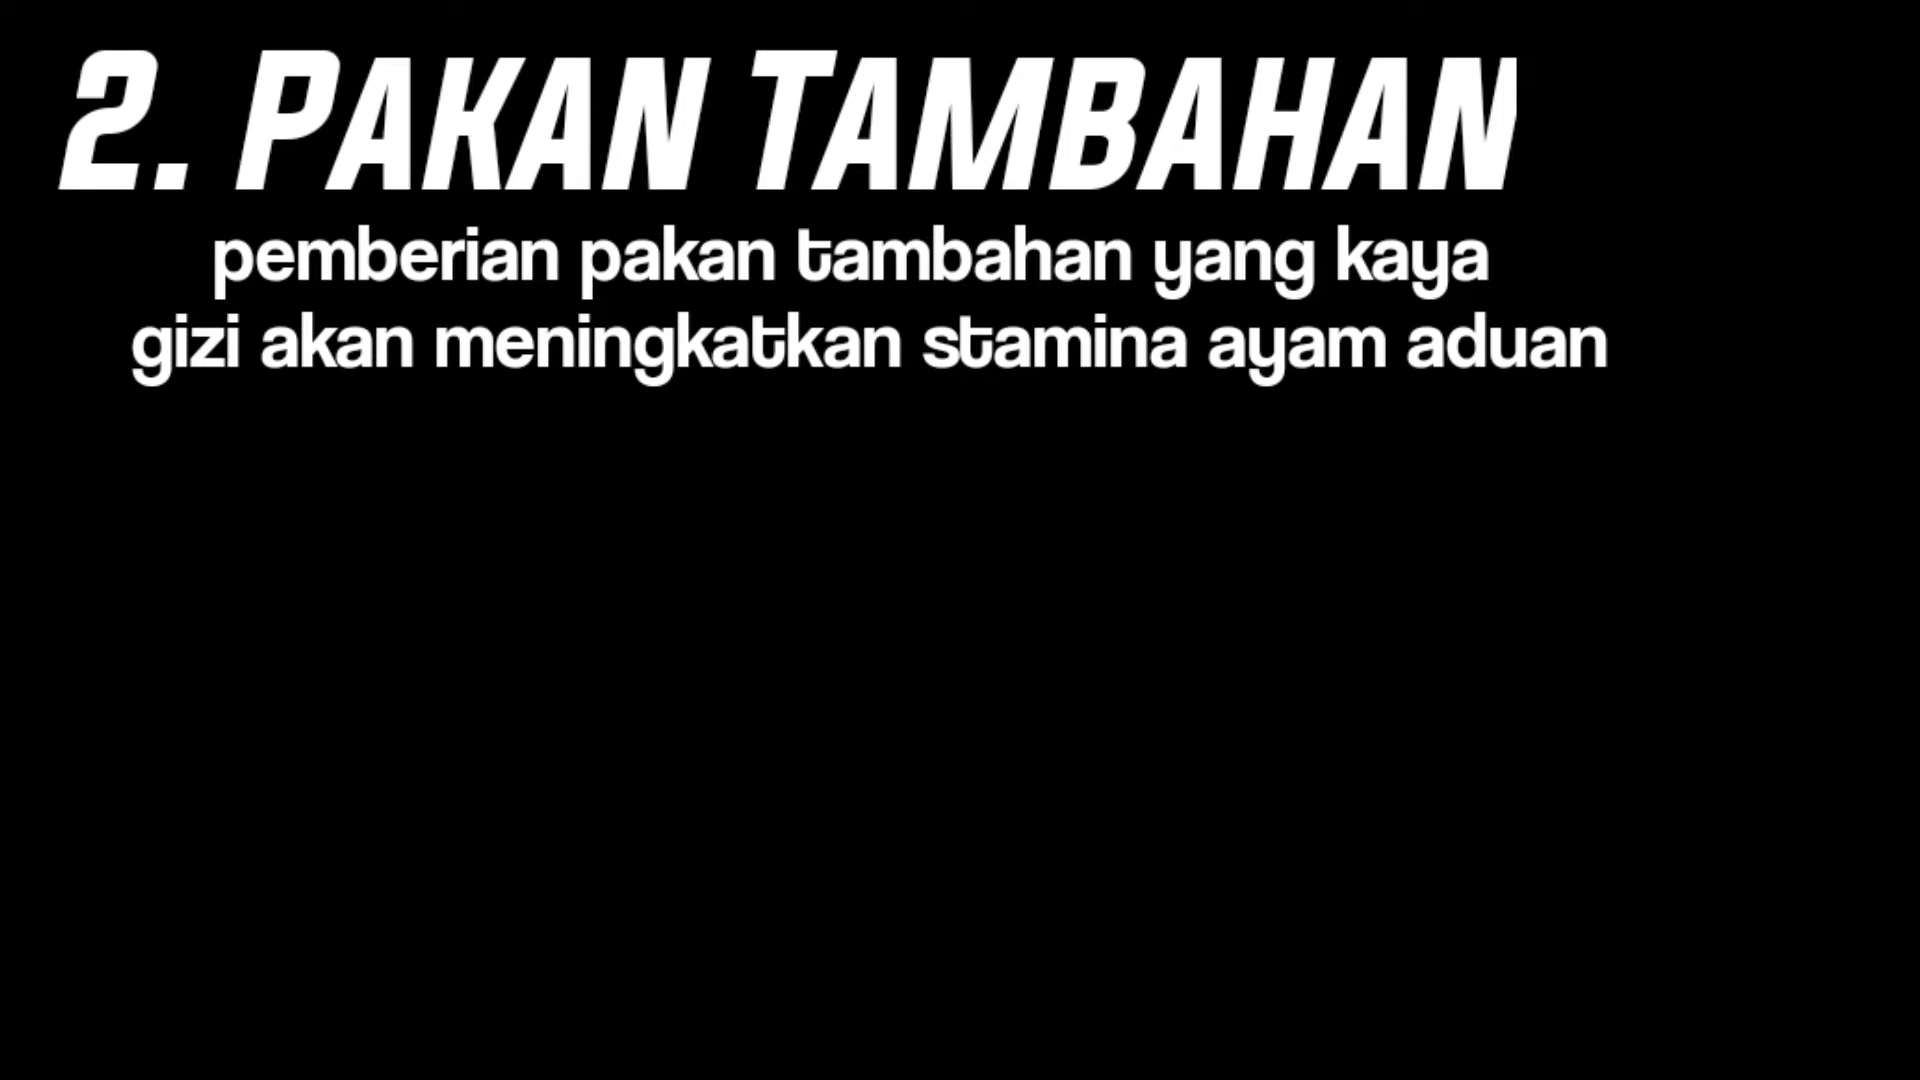 2. PAKAN TAMBAHAN
pemberian pakan tambahan yang kaya
gizi akan meningkatkan stamina ayam aduan